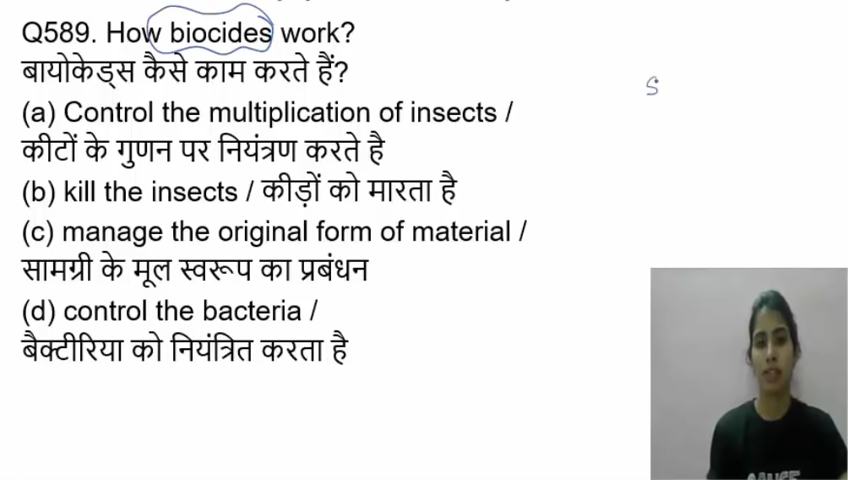 Q589. How biocides work?
बायोकेड्स कैसे काम करते हैं?
(a) Control the multiplication of insects /
कीटों के गुणन पर नियंत्रण करते है
(b) kill the insects / कीड़ों को मारता है
(c) manage the original form of material /
सामग्री के मूल स्वरूप का प्रबंधन
(d) control the bacteria /
बैक्टीरिया को नियंत्रित करता है
S